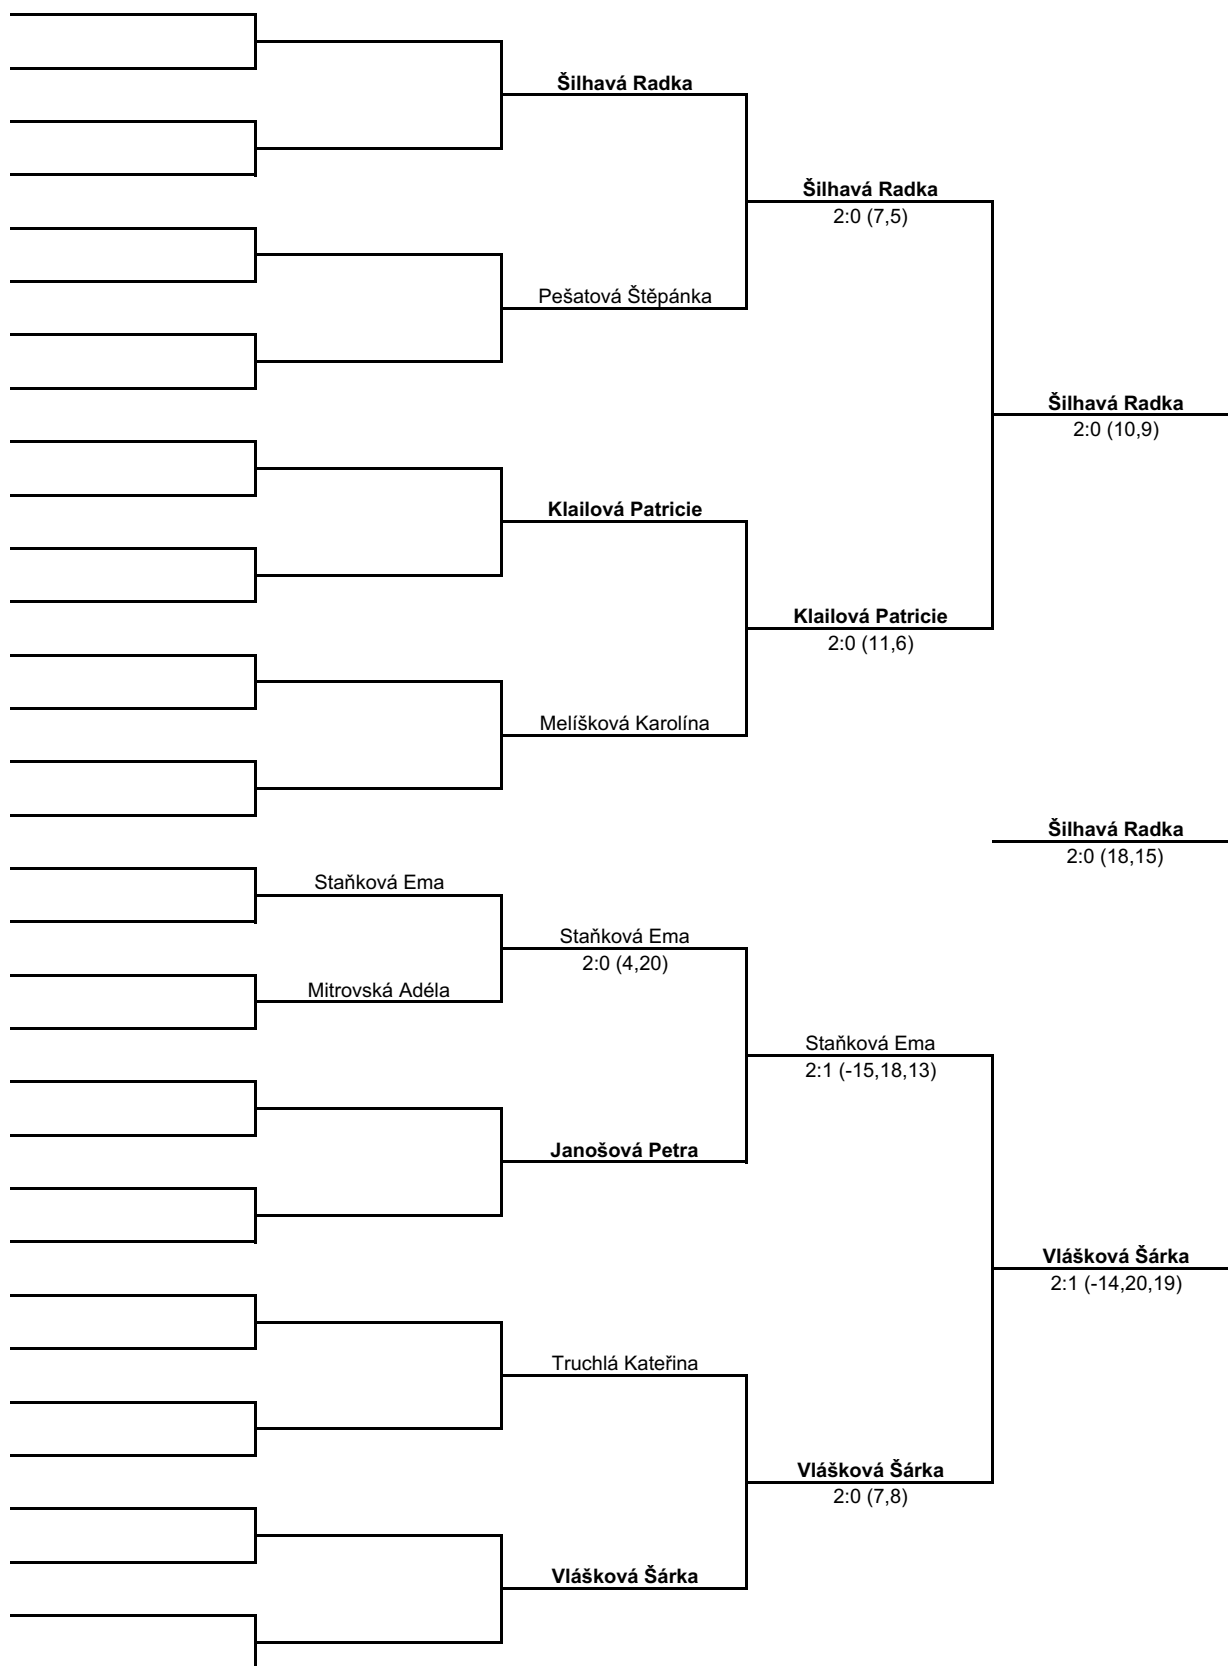 Šilhavá Radka
Šilhavá Radka
2:0 (7,5)
Pešatová Štěpánka
Šilhavá Radka
2:0 (10,9)
Klailová Patricie
Klailová Patricie
2:0 (11,6)
Melíšková Karolína
Šilhavá Radka
2:0 (18,15)
Staňková Ema
Staňková Ema
2:0 (4,20)
Mitrovská Adéla
Staňková Ema
2:1 (-15,18,13)
Janošová Petra
Vlášková Šárka
2:1 (-14,20,19)
Truchlá Kateřina
Vlášková Šárka
2:0 (7,8)
Vlášková Šárka